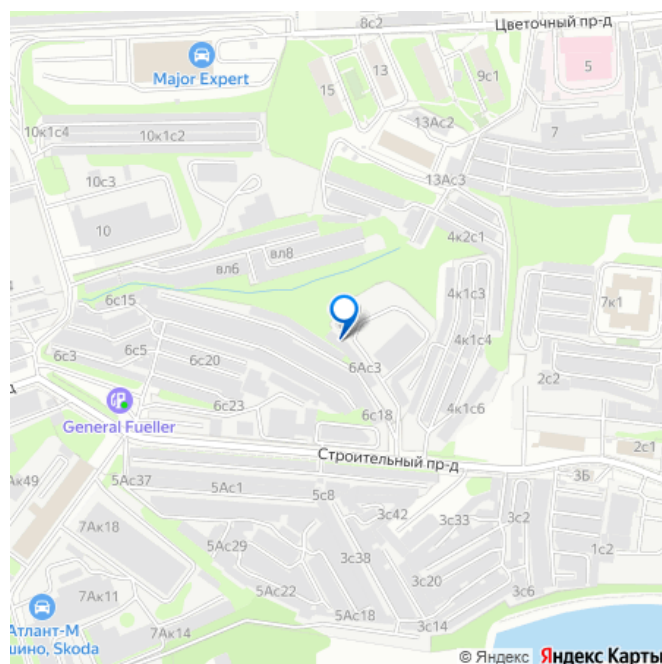 8с2
Цветочный пр-д
Major Expert
13
15
9с1
5
10к1с4
10к1с2
13Ас2
7
10с3
13Ас3
10
4к2с1
вл8
вл6
6с15
4к1с3
7к1
6с3
6с5
6с20
4к1с4
6Ас3
2с2
д
General Fueller
6с23
6с18
4к1с6
Строительный пр-д
2с1
3Б
Ак49
5Ас37
5Ас1
5с8
3с42
3с33
3с2
7Ак18
5Ас29
3с38
1с2
3с20
5Ас22
3с6
7Ак11
5Ас18
3с14
Атлант-М
шино, Skoda
7Ак14
© Яндекс Яндекс Карты